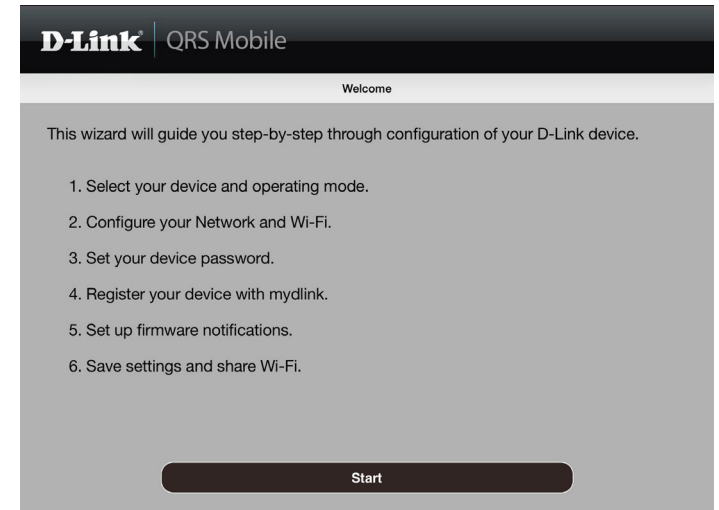 D-Link QRS Mobile
Welcome
This wizard will guide you step-by-step through configuration of your D-Link device.
1. Select your device and operating mode.
2. Configure your Network and Wi-Fi.
3. Set your device password.
4. Register your device with mydlink.
5. Set up firmware notifications.
6. Save settings and share Wi-Fi.
Start